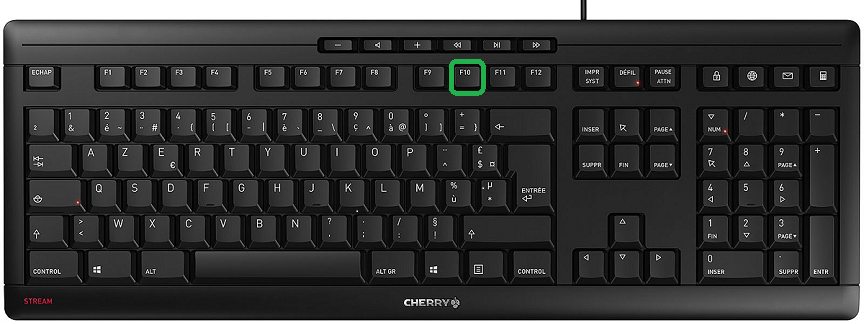 ECHAP F1 F2 F3 F4 F5 F6 F7 F8 F9 F10 F11 F12 IMPR SYST DÉFIL PAUSE ATTN
² 1 & 2 é ~ 3 " # 4 ' { 5 ( [ 6 - | 7 è ` 8 _ \ 9 ç ^ 0 à @ ° ) ] + = } INSER PAGE NUM / * -
A Z E € R T Y U I O P ¨ ^ £ $ ¤ ENTRÉE SUPPR FIN PAGE 7 8 9 PAGE +
Q S D F G H J K L M % ù µ * 4 5 6
> < W X C V B N ? , . ; / : § ! 1 FIN 2 3 PAGE
CONTROL ALT ALT GR CONTROL 0 INSER . SUPPR ENTR
STREAM CHERRY